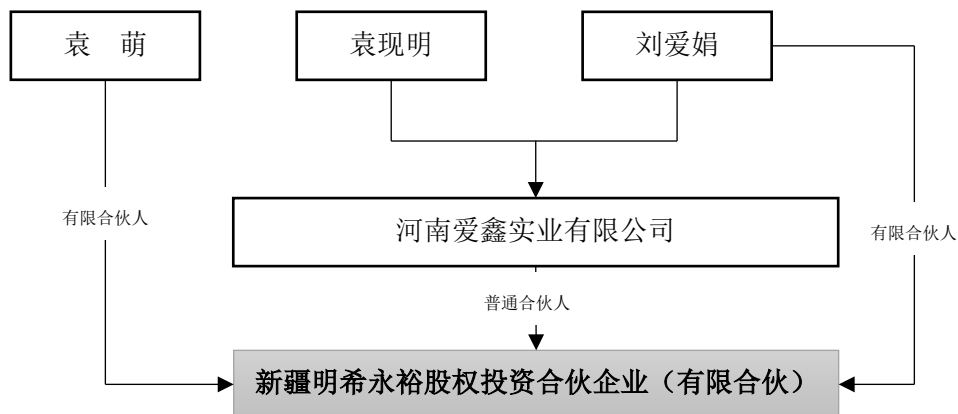 袁　萌
袁现明
刘爱娟
有限合伙人
河南爱鑫实业有限公司
有限合伙人
普通合伙人
新疆明希永裕股权投资合伙企业（有限合伙）